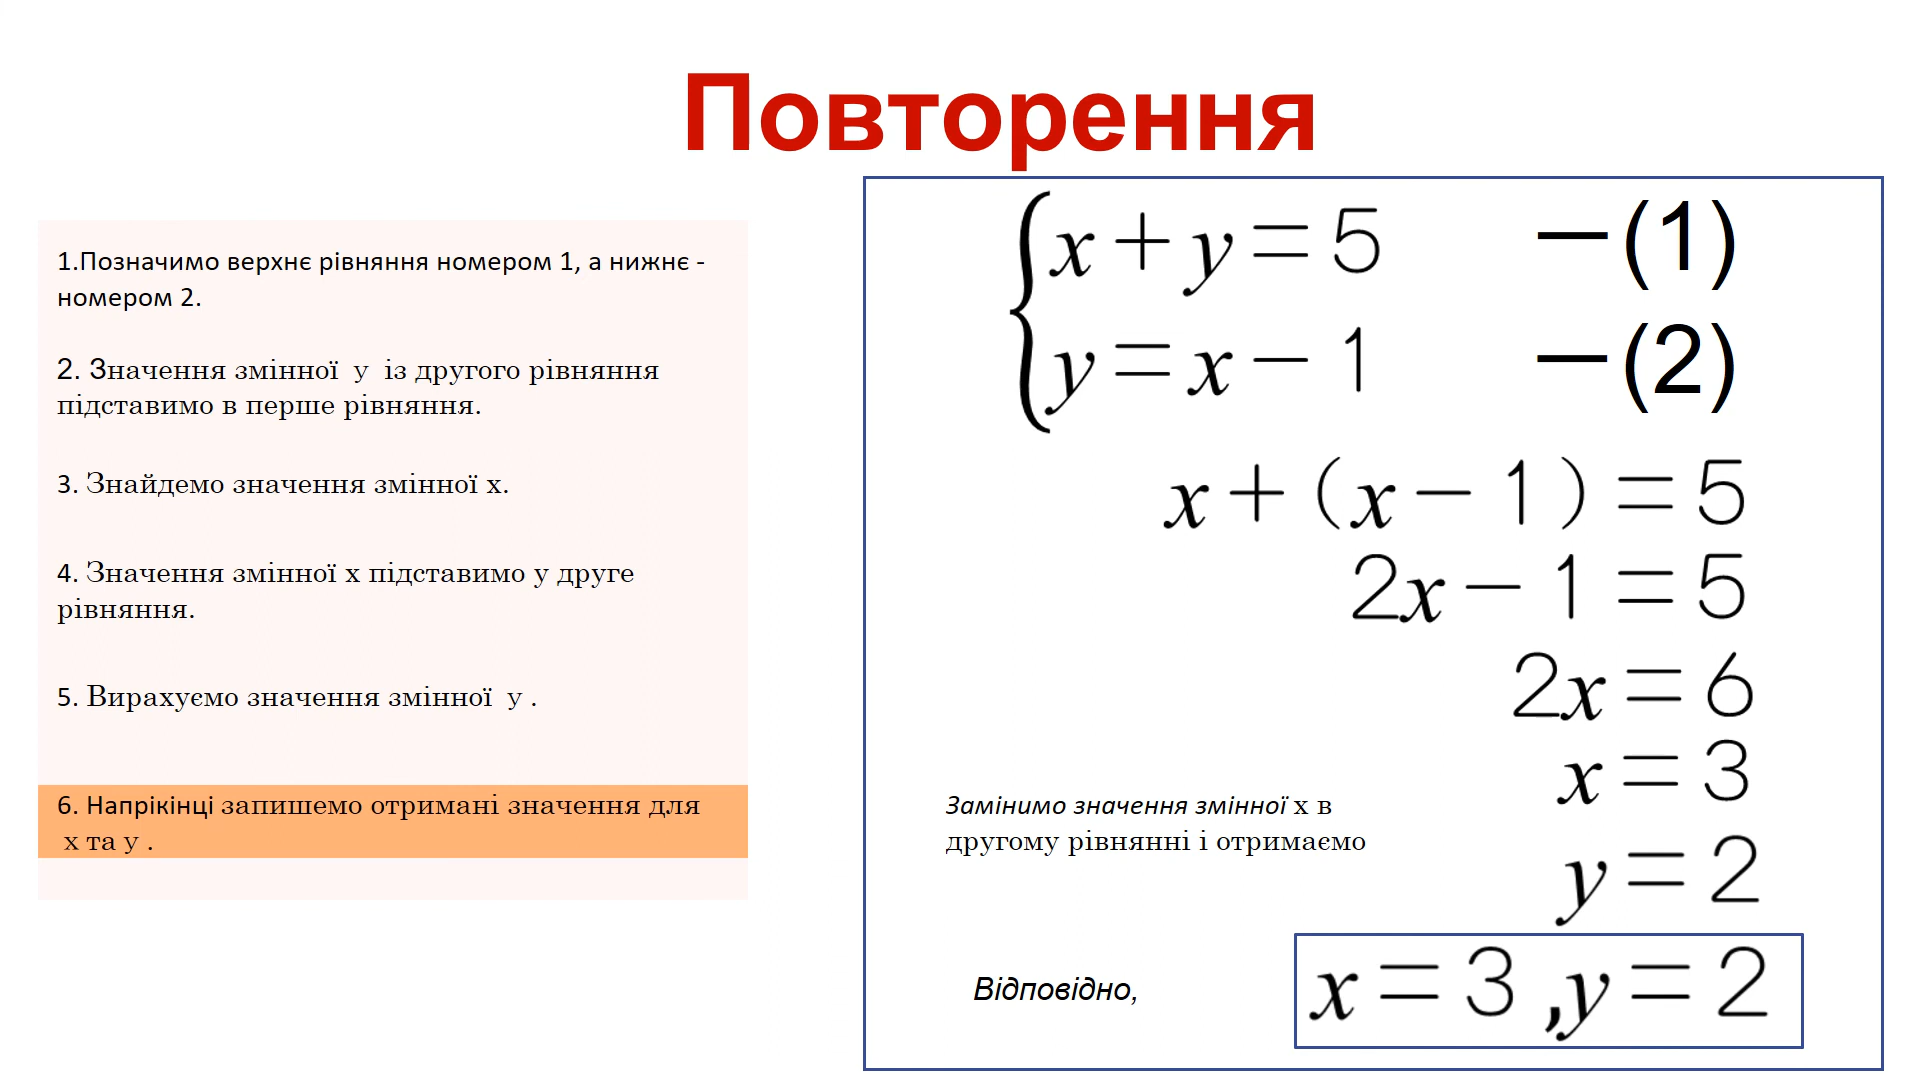 Повторення
1.Позначимо верхнє рівняння номером 1, а нижнє -
номером 2.
2. Значення змінної у із другого рівняння
підставимо в перше рівняння.
3. Знайдемо значення змінної х.
4. Значення змінної х підставимо у друге
рівняння.
5. Вирахуємо значення змінної у .
6. Напрікінці запишемо отримані значення для
х та у .
x + y = 5 −(1)
y = x − 1 −(2)
x + (x − 1) = 5
2x − 1 = 5
2x = 6
x = 3
Замінимо значення змінної х в
другому рівнянні і отримаємо
y = 2
Відповідно,
x = 3 ,y = 2